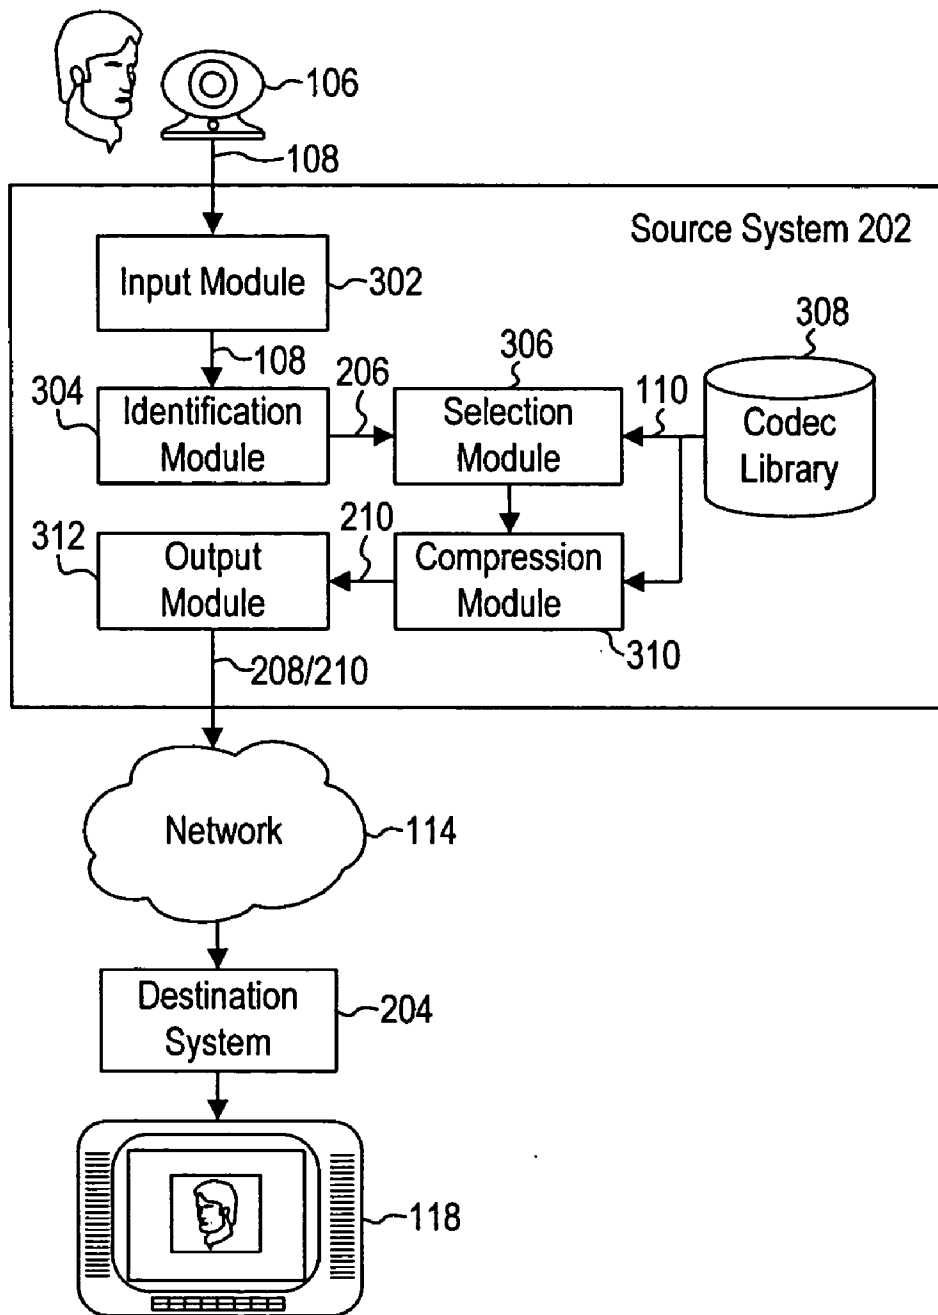 106
108
Source System 202
Input Module
302
108
308
304
Identification
Module
206
306
Selection
Module
110
Codec
Library
312
Output
Module
210
Compression
Module
310
208/210
Network
114
Destination
System
204
118